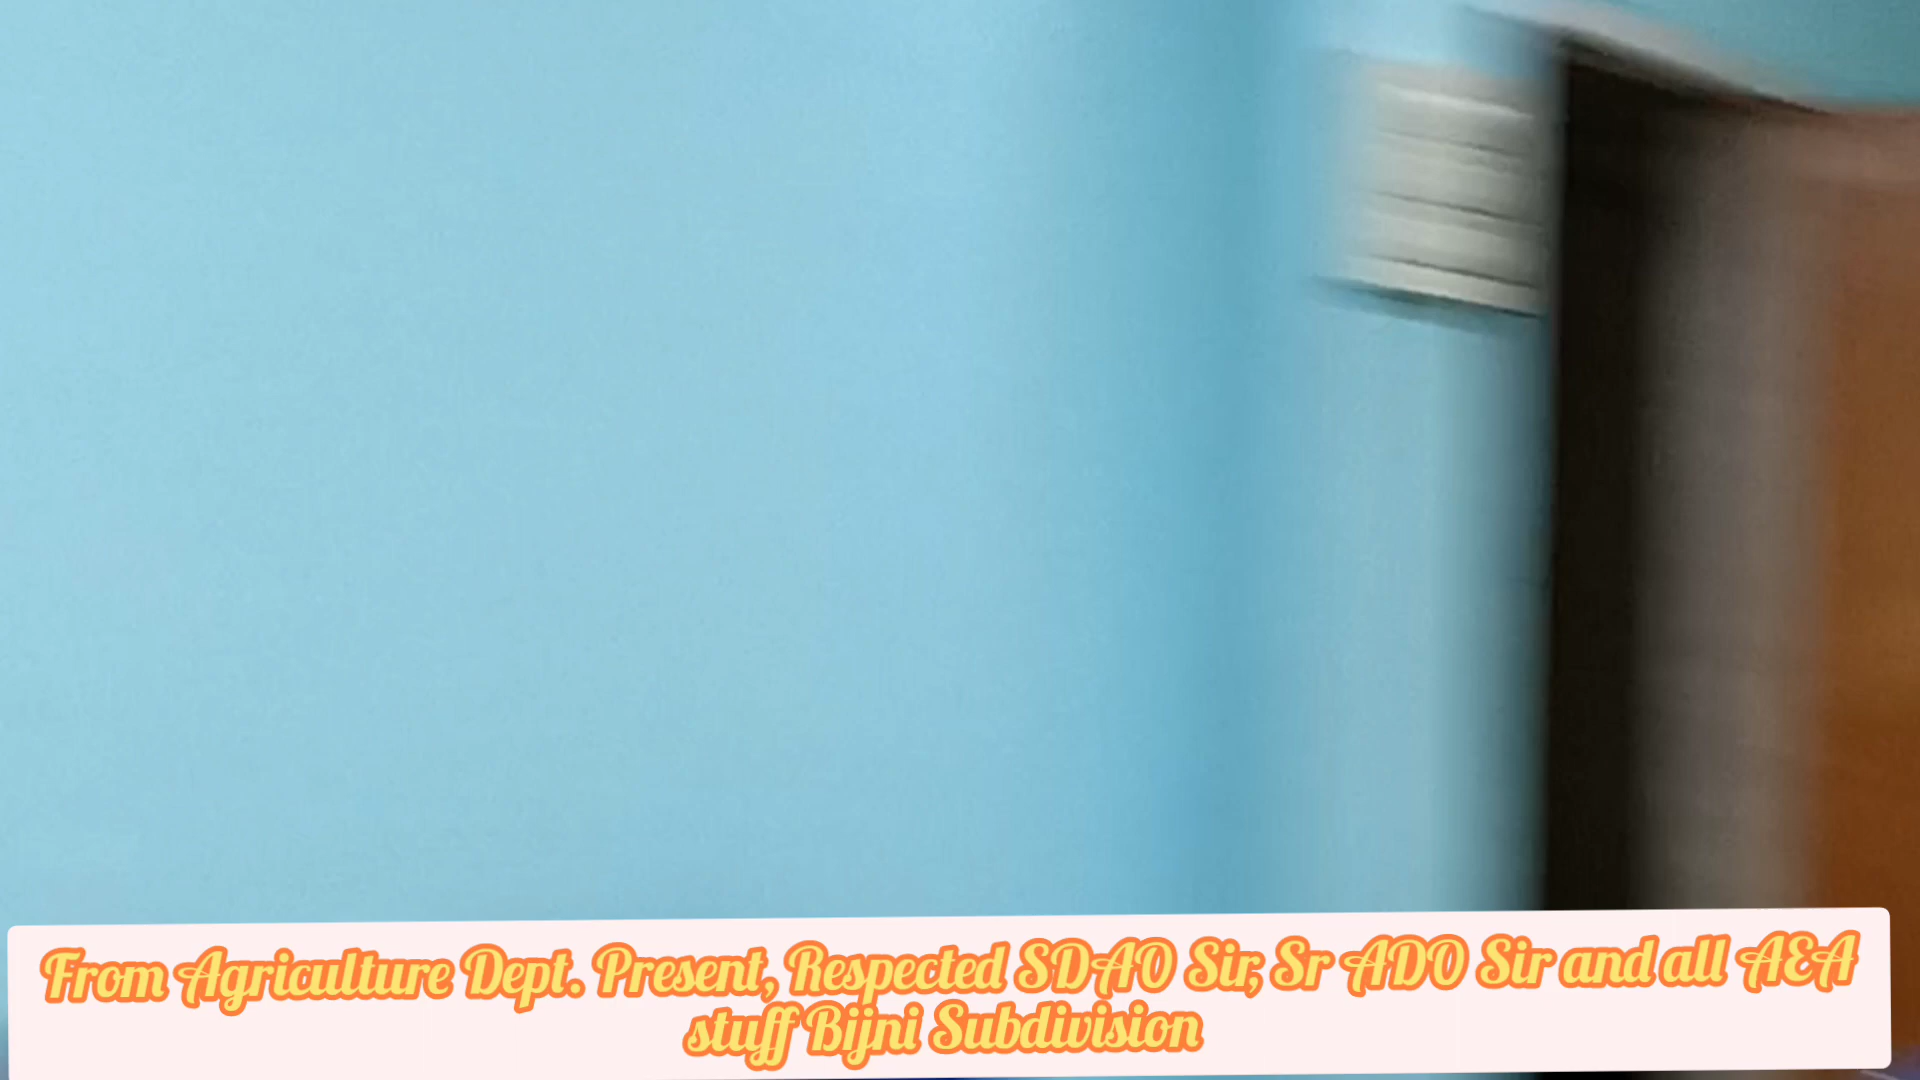 From Agriculture Dept. Present, Respected SDAO Sir, Sr ADO Sir and all AEA
stuff Bijni Subdivision